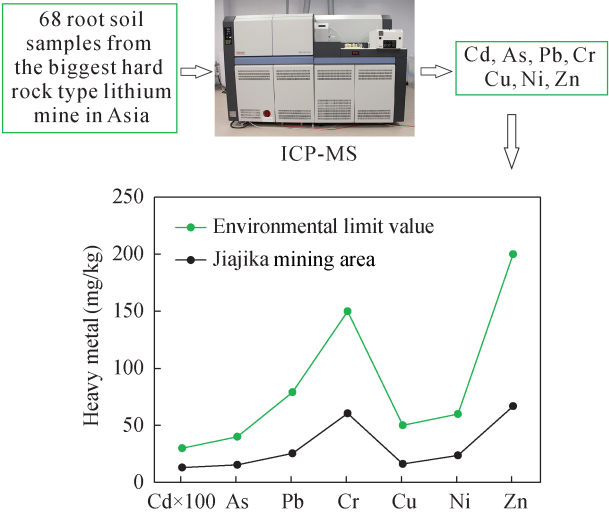 68 root soil
samples from
the biggest hard
rock type lithium
mine in Asia
ICP-MS
Cd, As, Pb, Cr
Cu, Ni, Zn
Heavy metal (mg/kg)
250
200
150
100
50
0
Environmental limit value
Jiajika mining area
Cd×100 As Pb Cr Cu Ni Zn